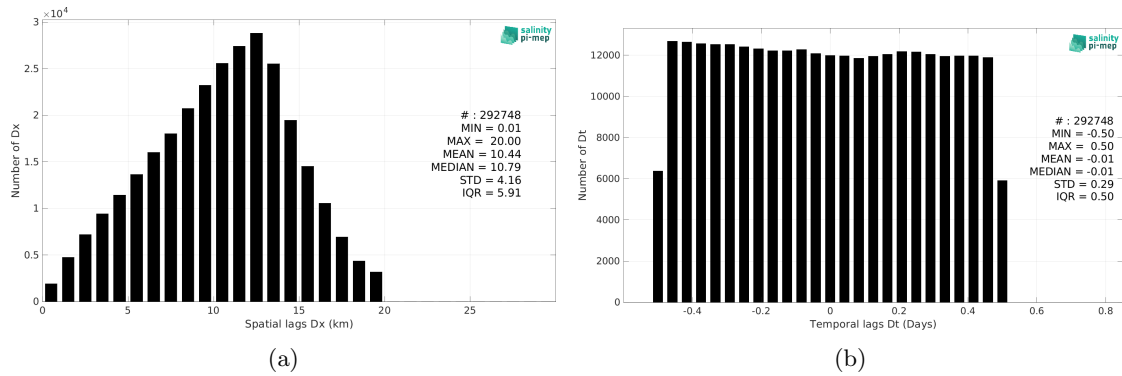 3 ×10⁴
2.5
2
1.5
1
0.5
0
0 5 10 15 20 25
Number of Dx
Spatial lags Dx (km)
salinity
pi-mep
# : 292748
MIN = 0.01
MAX = 20.00
MEAN = 10.44
MEDIAN = 10.79
STD = 4.16
IQR = 5.91
(a)
12000
10000
8000
6000
4000
2000
0
-0.4 -0.2 0 0.2 0.4 0.6 0.8
Number of Dt
Temporal lags Dt (Days)
salinity
pi-mep
# : 292748
MIN = -0.50
MAX = 0.50
MEAN = -0.01
MEDIAN = -0.01
STD = 0.29
IQR = 0.50
(b)